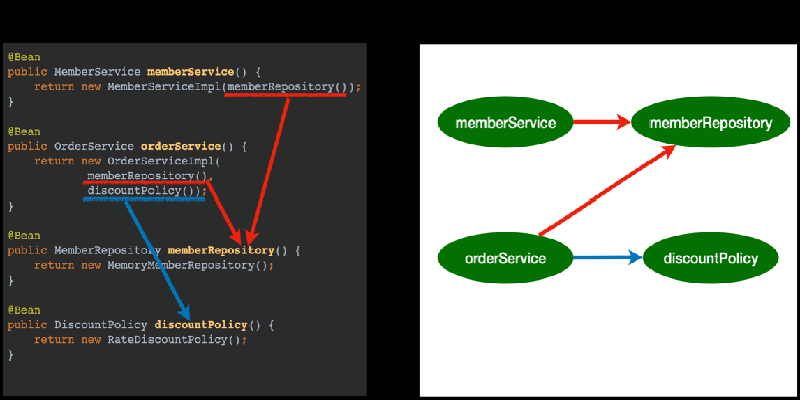 @Bean
public MemberService memberService() {
    return new MemberServiceImpl(memberRepository());
}
@Bean
public OrderService orderService() {
    return new OrderServiceImpl(
            memberRepository(),
            discountPolicy());
}
@Bean
public MemberRepository memberRepository() {
    return new MemoryMemberRepository();
}
@Bean
public DiscountPolicy discountPolicy() {
    return new RateDiscountPolicy();
}
memberService
memberRepository
orderService
discountPolicy